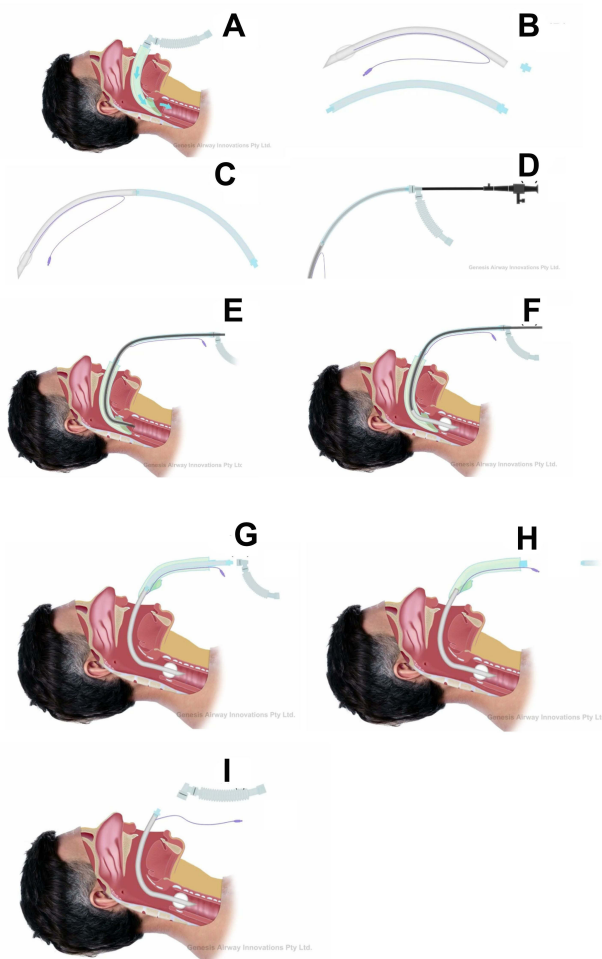 A
B
Genesis Airway Innovations Pty Ltd.
C
D
Genesis Airway Innovations Pty Ltd.
E
F
Genesis Airway Innovations Pty Ltd.
Genesis Airway Innovations Pty Ltd.
G
H
Genesis Airway Innovations Pty Ltd.
Genesis Airway Innovations Pty Ltd
I
Genesis Airway Innovations Pty Ltd.